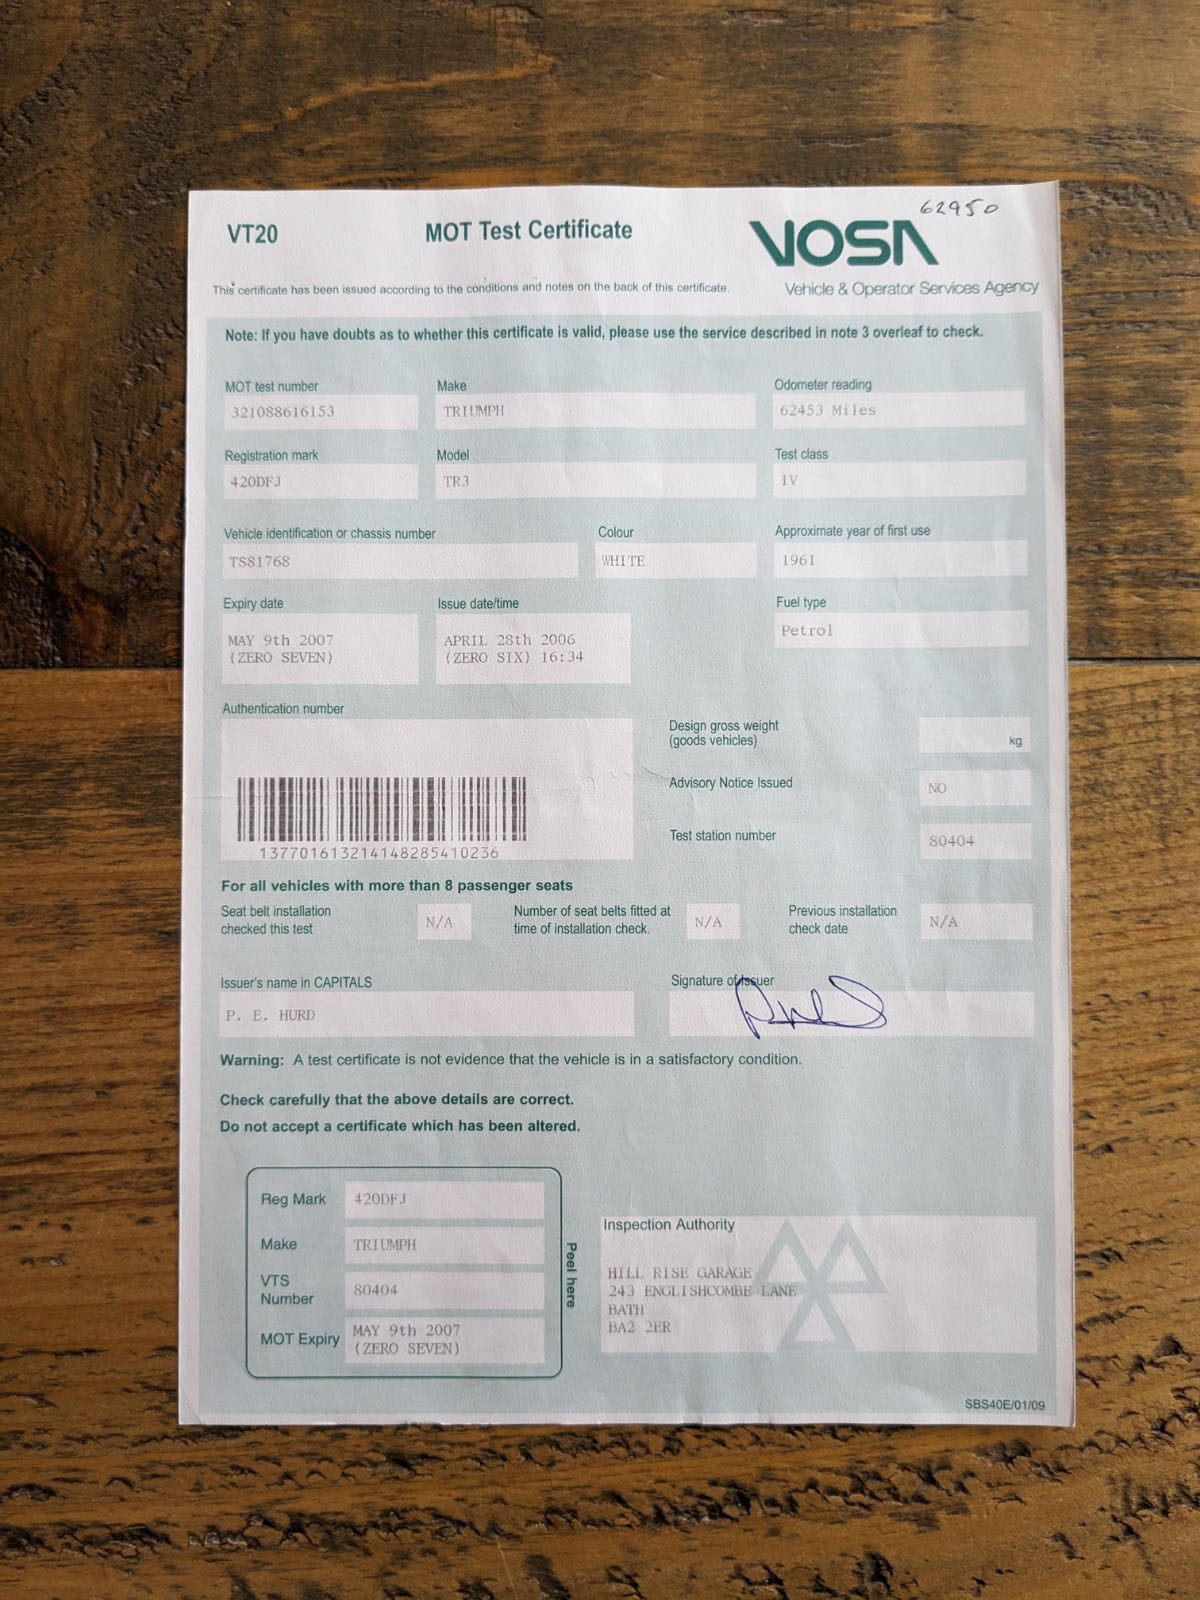 62950
VT20
MOT Test Certificate
VOSA
This certificate has been issued according to the conditions and notes on the back of this certificate.
Vehicle & Operator Services Agency
Note: If you have doubts as to whether this certificate is valid, please use the service described in note 3 overleaf to check.
MOT test number Make Odometer reading
321088616153 TRIUMPH 62453 Miles
Registration mark Model Test class
420DFJ TR3 IV
Vehicle identification or chassis number Colour Approximate year of first use
TS81768 WHITE 1961
Expiry date Issue date/time Fuel type
MAY 9th 2007 APRIL 28th 2006 Petrol
(ZERO SEVEN) (ZERO SIX) 16:34
Authentication number
Design gross weight
(goods vehicles) kg
Advisory Notice Issued NO
Test station number 80404
137701613214148285410236
For all vehicles with more than 8 passenger seats
Seat belt installation Number of seat belts fitted at Previous installation
checked this test N/A time of installation check. N/A check date N/A
Issuer's name in CAPITALS Signature of Issuer
P. E. HURD
Warning: A test certificate is not evidence that the vehicle is in a satisfactory condition.
Check carefully that the above details are correct.
Do not accept a certificate which has been altered.
Reg Mark 420DFJ
Make TRIUMPH
VTS
Number 80404
MOT Expiry MAY 9th 2007
(ZERO SEVEN)
Peel here
Inspection Authority
HILL RISE GARAGE
243 ENGLISHCOMBE LANE
BATH
BA2 2ER
SBS40E/01/09